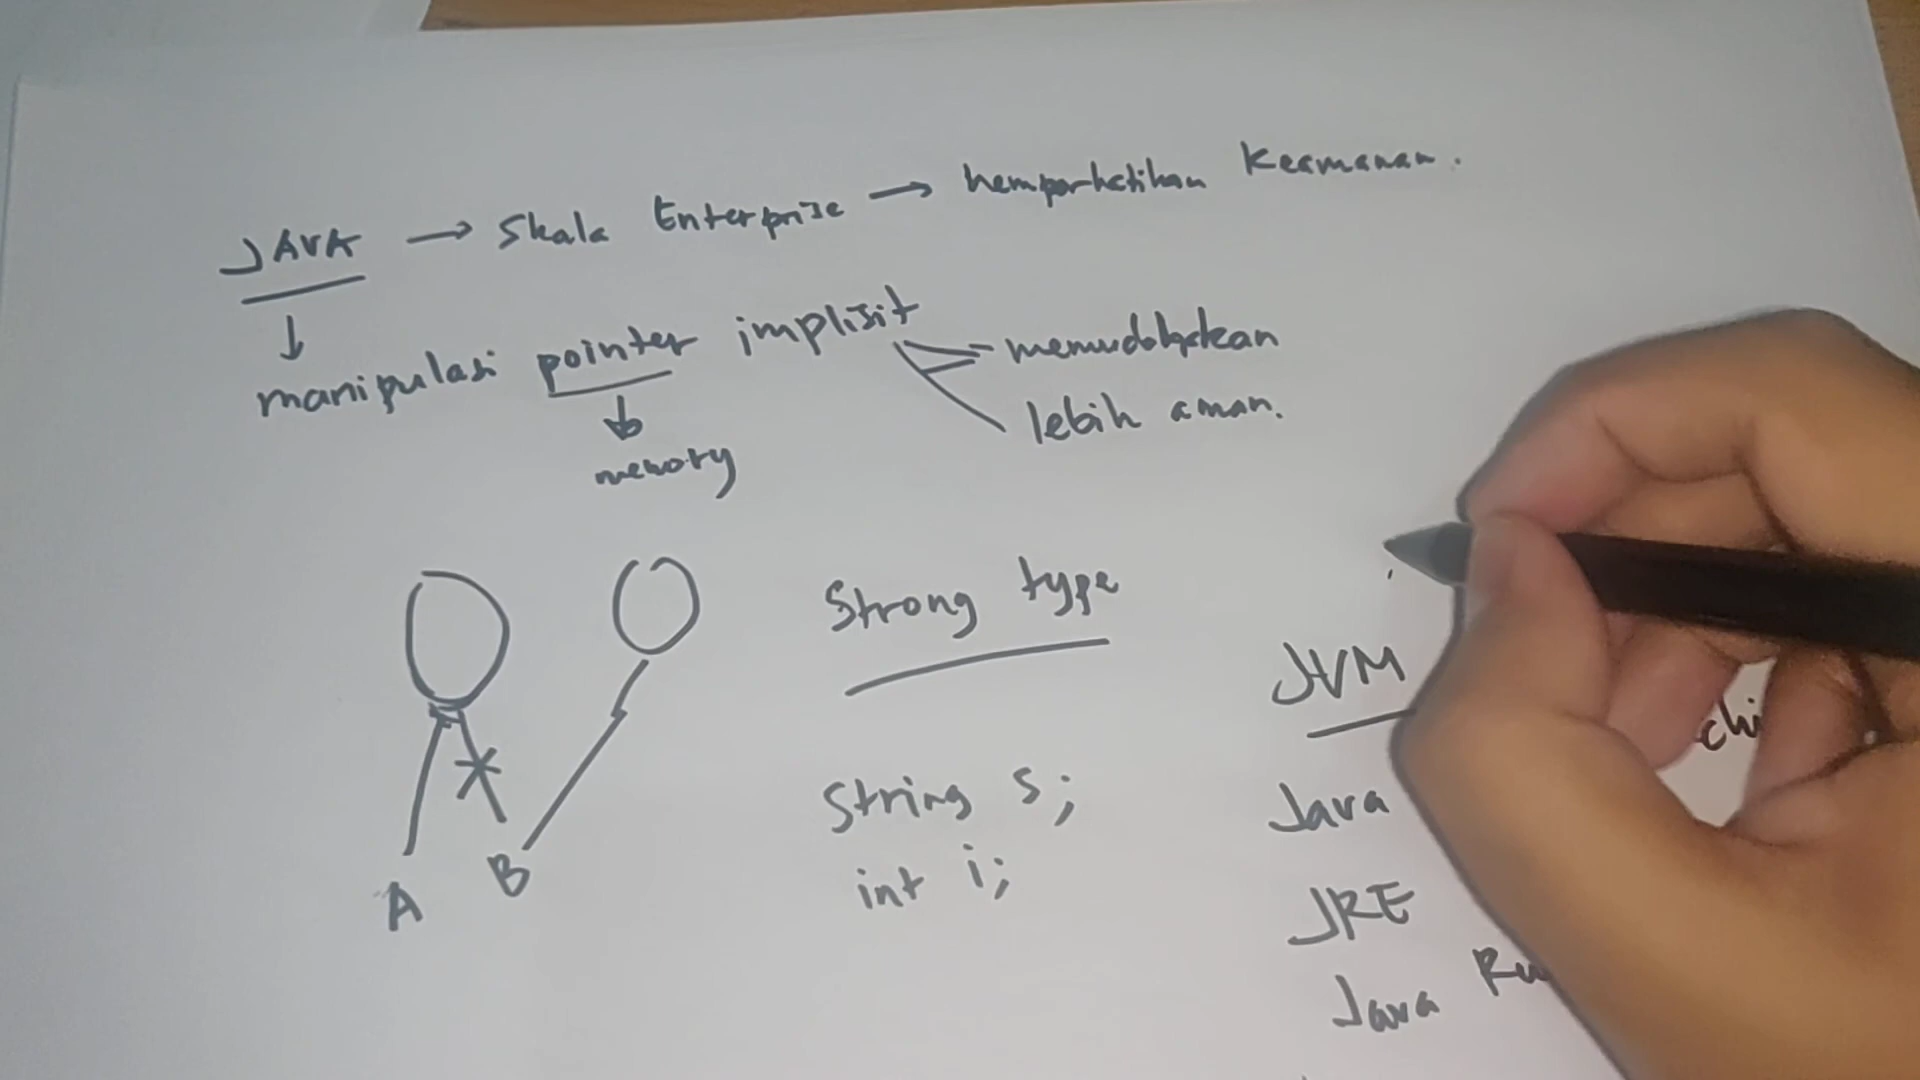 JAVA → Skala Enterprise → memperhatikan Keamanan.
manipulasi pointer implisit
memudahkan
lebih aman.
memory
Strong type
String s;
int i;
A B
JVM
Java
JRE
Java